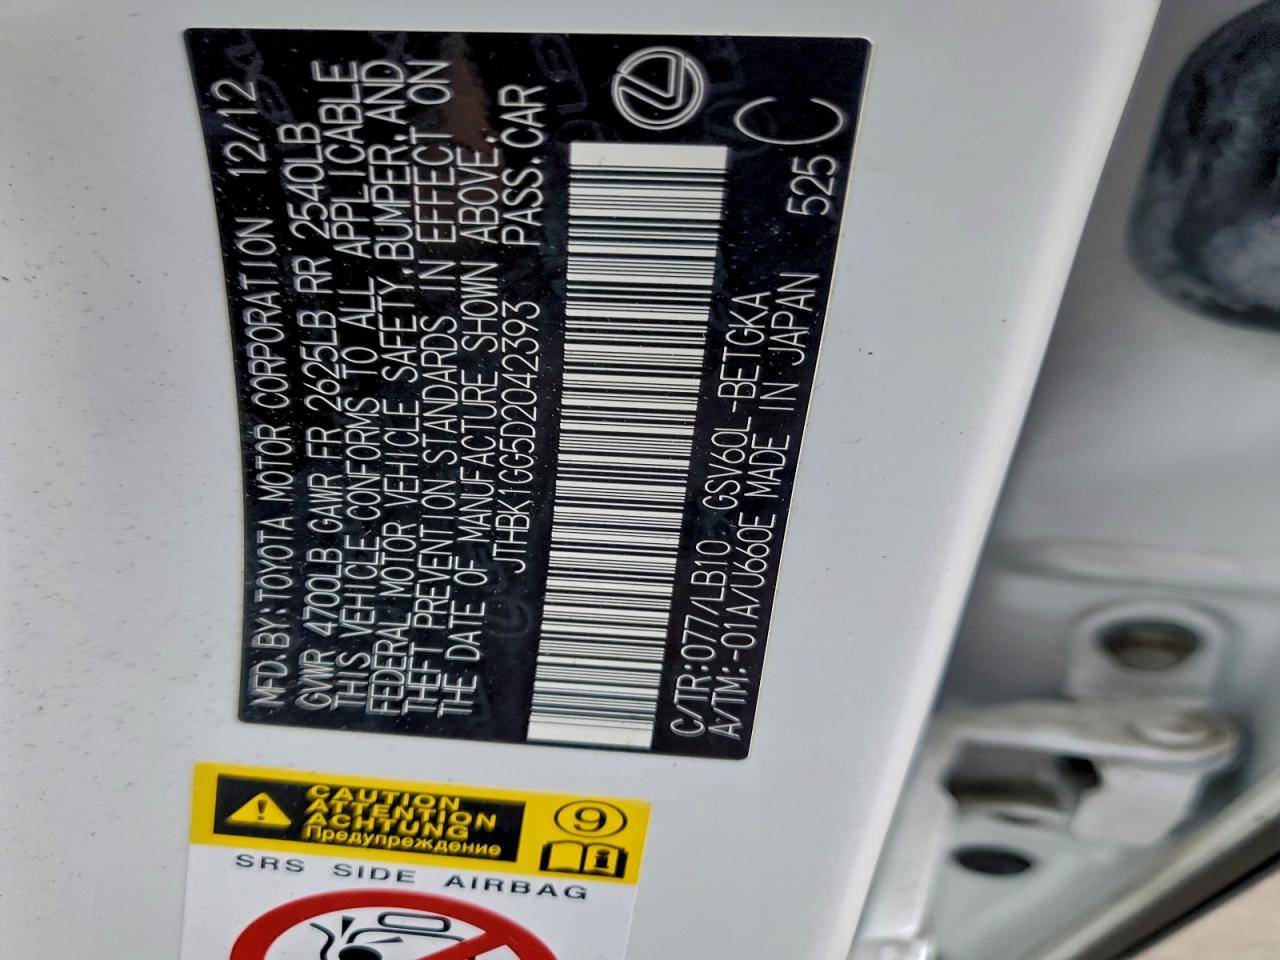 MFD. BY: TOYOTA MOTOR CORPORATION 12/12
GVWR 4700LB GAWR FR 2625LB RR 2540LB
THIS VEHICLE CONFORMS TO ALL APPLICABLE
FEDERAL MOTOR VEHICLE SAFETY, BUMPER, AND
THEFT PREVENTION STANDARDS IN EFFECT ON
THE DATE OF MANUFACTURE SHOWN ABOVE.
JTHBK1GG5D2042393 PASS. CAR
C/TR: 077/LB10 GSV60L-BETGKA 525 C
A/TM: -01A/U660E MADE IN JAPAN
CAUTION
ATTENTION
ACHTUNG
Предупреждение
9
i
SRS SIDE AIRBAG